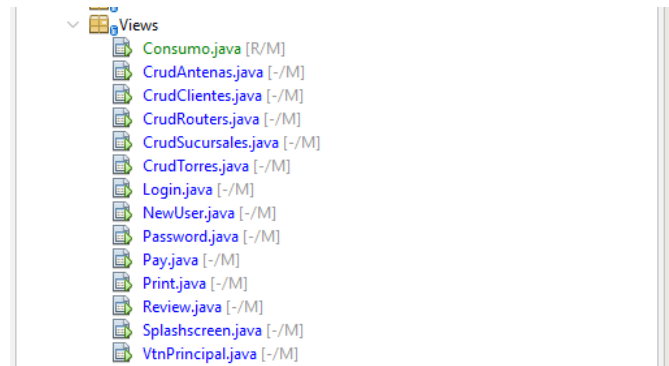 Views
Consumo.java [R/M]
CrudAntenas.java [-/M]
CrudClientes.java [-/M]
CrudRouters.java [-/M]
CrudSucursales.java [-/M]
CrudTorres.java [-/M]
Login.java [-/M]
NewUser.java [-/M]
Password.java [-/M]
Pay.java [-/M]
Print.java [-/M]
Review.java [-/M]
Splashscreen.java [-/M]
VtnPrincipal.java [-/M]